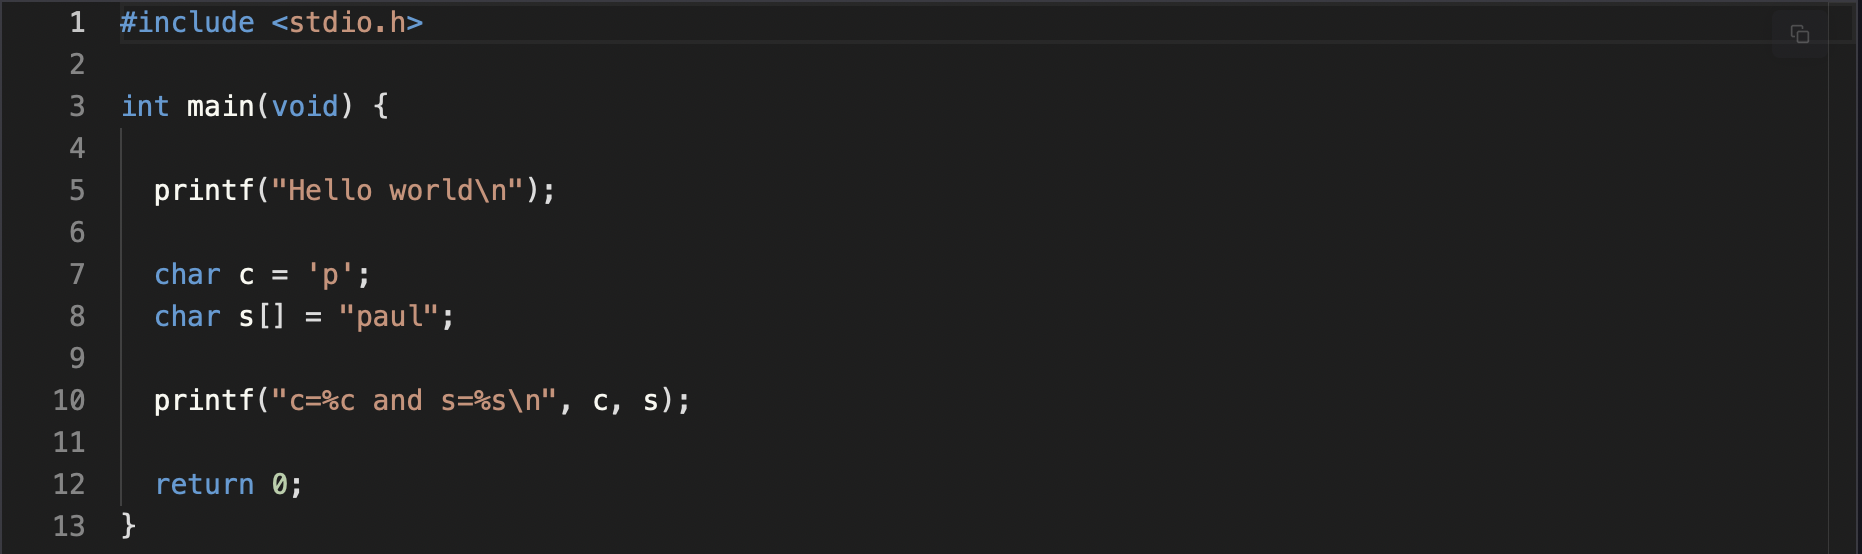 1 #include <stdio.h>
2
3 int main(void) {
4
5   printf("Hello world\n");
6
7   char c = 'p';
8   char s[] = "paul";
9
10   printf("c=%c and s=%s\n", c, s);
11
12   return 0;
13 }